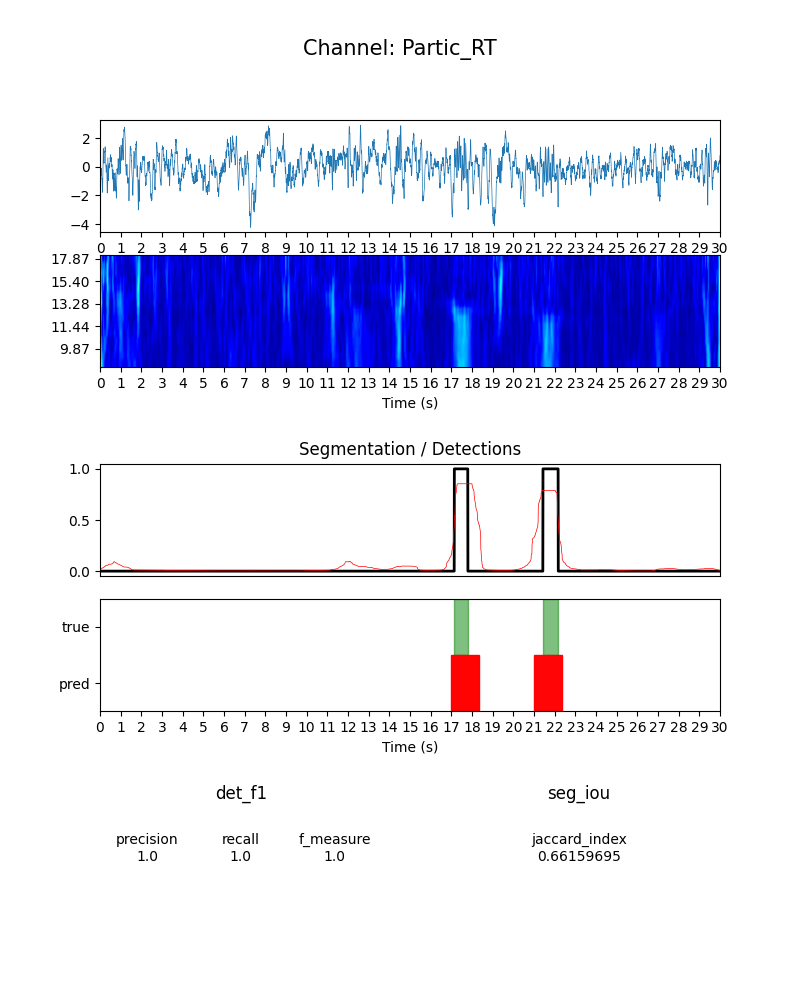 Channel: Partic_RT
2
0
−2
−4
0 1 2 3 4 5 6 7 8 9 10 11 12 13 14 15 16 17 18 19 20 21 22 23 24 25 26 27 28 29 30
17.87
15.40
13.28
11.44
9.87
0 1 2 3 4 5 6 7 8 9 10 11 12 13 14 15 16 17 18 19 20 21 22 23 24 25 26 27 28 29 30
Time (s)
Segmentation / Detections
1.0
0.5
0.0
true
pred
0 1 2 3 4 5 6 7 8 9 10 11 12 13 14 15 16 17 18 19 20 21 22 23 24 25 26 27 28 29 30
Time (s)
det_f1 seg_iou
precision recall f_measure jaccard_index
1.0 1.0 1.0 0.66159695